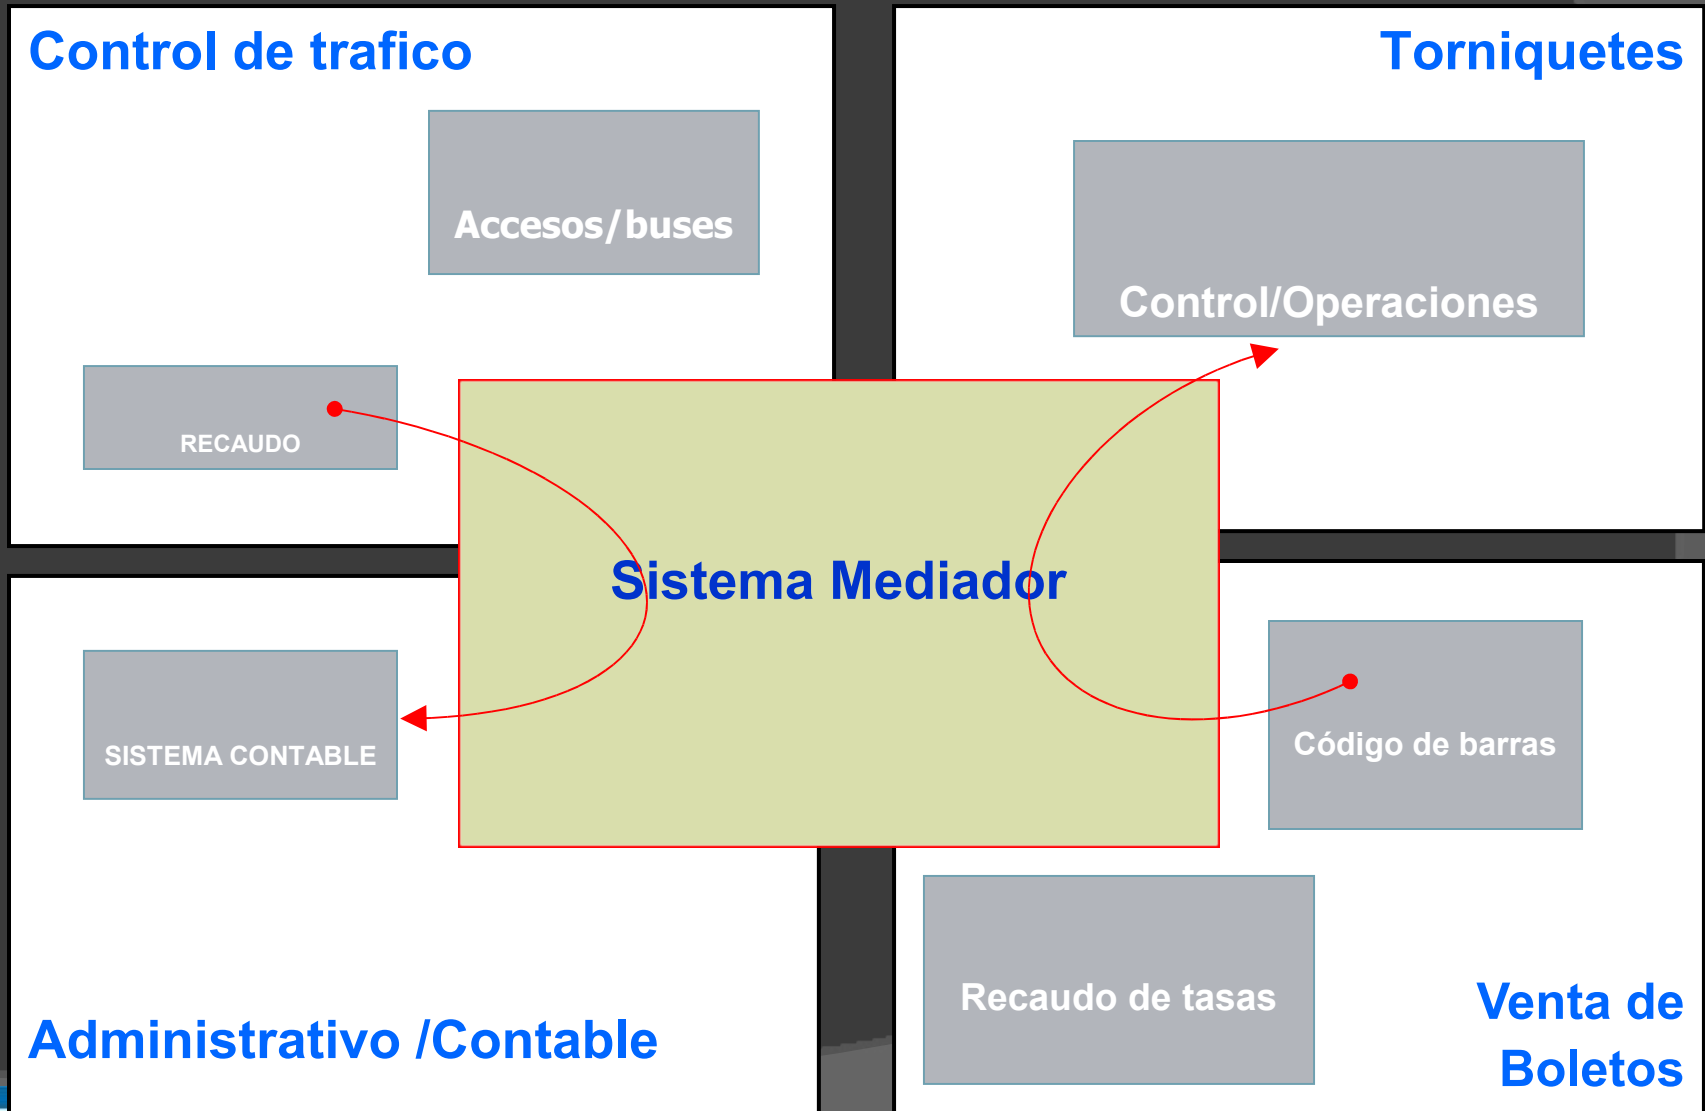 Control de trafico
Accesos/buses
RECAUDO
Torniquetes
Control/Operaciones
Sistema Mediador
SISTEMA CONTABLE
Administrativo /Contable
Código de barras
Recaudo de tasas
Venta de
Boletos